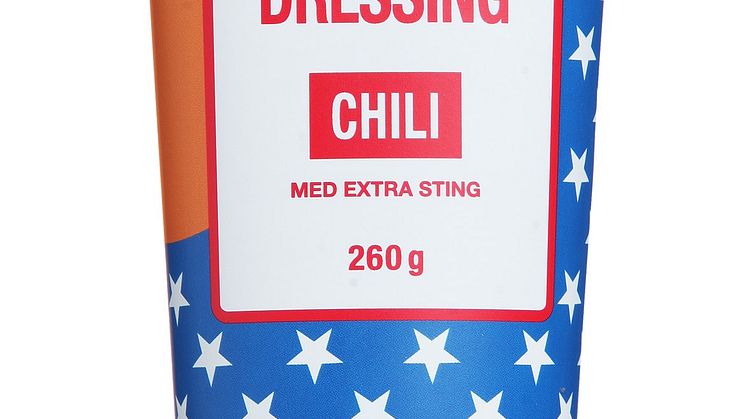 DRESSING
CHILI
MED EXTRA STING
260 g